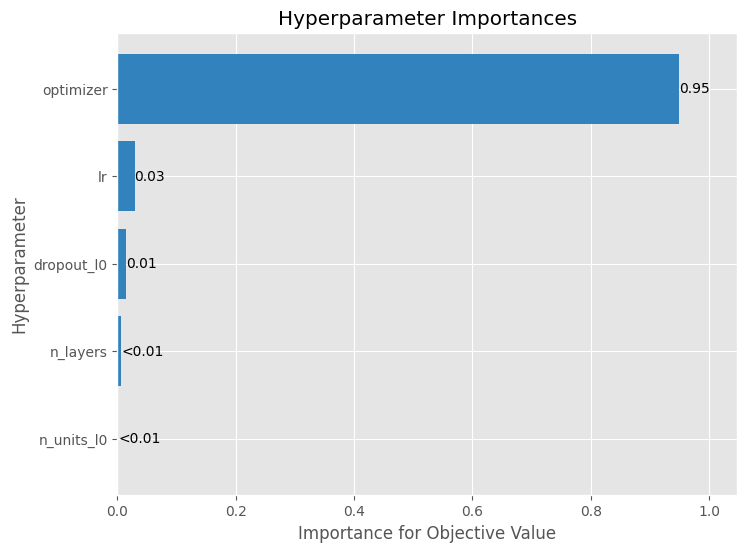 Hyperparameter Importances
Hyperparameter
optimizer
0.95
lr
0.03
dropout_l0
0.01
n_layers
<0.01
n_units_l0
<0.01
0.0 0.2 0.4 0.6 0.8 1.0
Importance for Objective Value